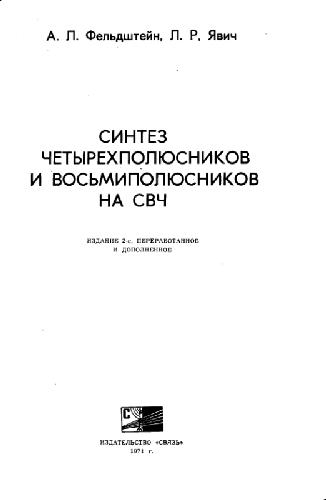 А. Л. Фельдштейн, Л. Р. Явич
СИНТЕЗ
ЧЕТЫРЕХПОЛЮСНИКОВ
И ВОСЬМИПОЛЮСНИКОВ
НА СВЧ
ИЗДАНИЕ 2-е, ПЕРЕРАБОТАННОЕ
И ДОПОЛНЕННОЕ
ИЗДАТЕЛЬСТВО «СВЯЗЬ»
1971 г.